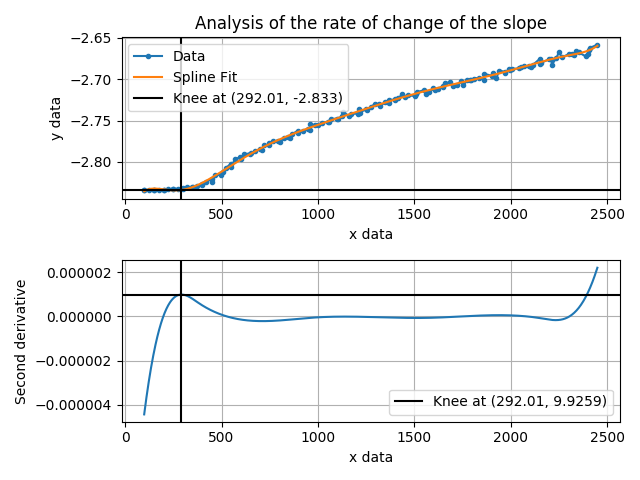 Analysis of the rate of change of the slope
−2.65
−2.70
−2.75
−2.80
y data
Data
Spline Fit
Knee at (292.01, -2.833)
0 500 1000 1500 2000 2500
x data
0.000002
0.000000
−0.000002
−0.000004
Second derivative
Knee at (292.01, 9.9259)
0 500 1000 1500 2000 2500
x data